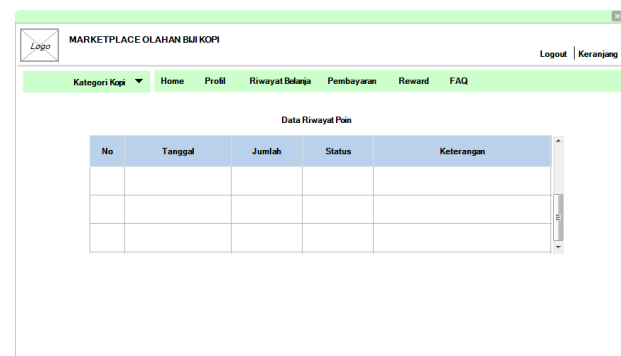 Logo
MARKETPLACE OLAHAN BIJI KOPI
Logout | Keranjang
Kategori Kopi Home Profil Riwayat Belanja Pembayaran Reward FAQ
Data Riwayat Poin
No Tanggal Jumlah Status Keterangan